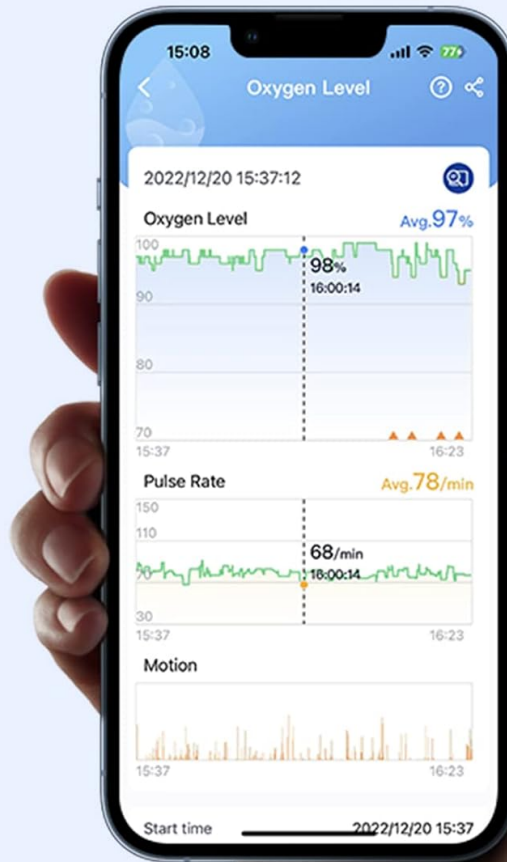 15:08
77
Oxygen Level
2022/12/20 15:37:12
Oxygen Level Avg.97%
100
98%
90
16:00:14
80
70
15:37 16:23
Pulse Rate Avg.78/min
150
110
68/min
70
16:00:14
30
15:37 16:23
Motion
15:37 16:23
Start time 2022/12/20 15:37